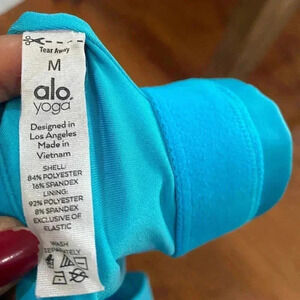 Tear Away
M
alo
yoga
Designed in
Los Angeles
Made in
Vietnam
SHELL:
84% POLYESTER
16% SPANDEX
LINING:
92% POLYESTER
8% SPANDEX
EXCLUSIVE OF
ELASTIC
WASH
SEPARATELY